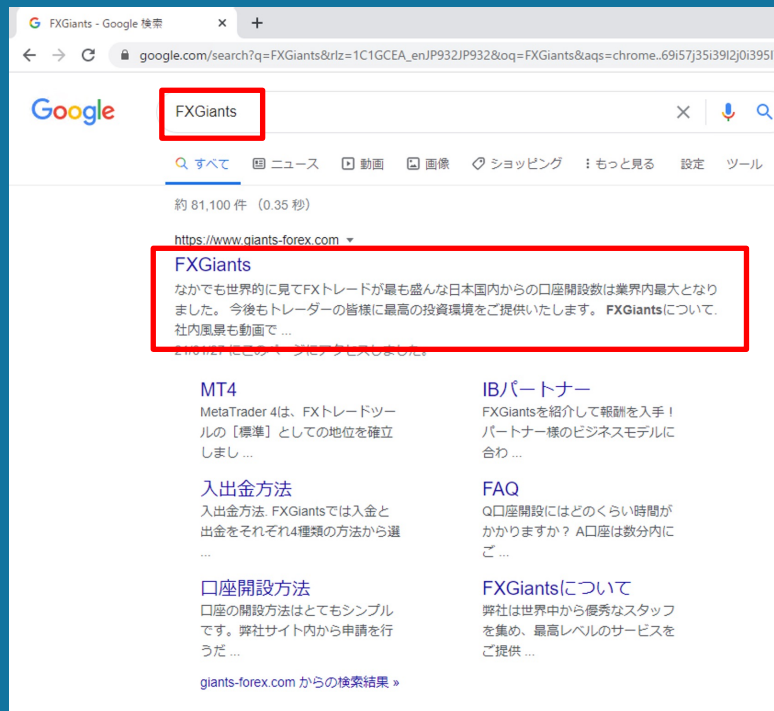 FXGiants - Google 検索
google.com/search?q=FXGiants&rlz=1C1GCEA_enJP932JP932&oq=FXGiants&aqs=chrome..69i57j35i39l2j0i395l
Google
FXGiants
すべて ニュース 動画 画像 ショッピング もっと見る 設定 ツール
約 81,100 件 (0.35 秒)
https://www.giants-forex.com
FXGiants
なかでも世界的に見てFXトレードが最も盛んな日本国内からの口座開設数は業界内最大となり
ました。 今後もトレーダーの皆様に最高の投資環境をご提供いたします。 FXGiantsについて.
社内風景も動画で ...
21/01/27 にこのページにアクセスしました。
MT4
MetaTrader 4は、FXトレードツー
ルの［標準］としての地位を確立
しまし ...
IBパートナー
FXGiantsを紹介して報酬を入手！
パートナー様のビジネスモデルに
合わ ...
入出金方法
入出金方法. FXGiantsでは入金と
出金をそれぞれ4種類の方法から選
...
FAQ
Q口座開設にはどのくらい時間が
かかりますか？ A口座は数分内に
ご ...
口座開設方法
口座の開設方法はとてもシンプル
です。弊社サイト内から申請を行
うだ ...
FXGiantsについて
弊社は世界中から優秀なスタッフ
を集め、最高レベルのサービスを
ご提供 ...
giants-forex.com からの検索結果 »